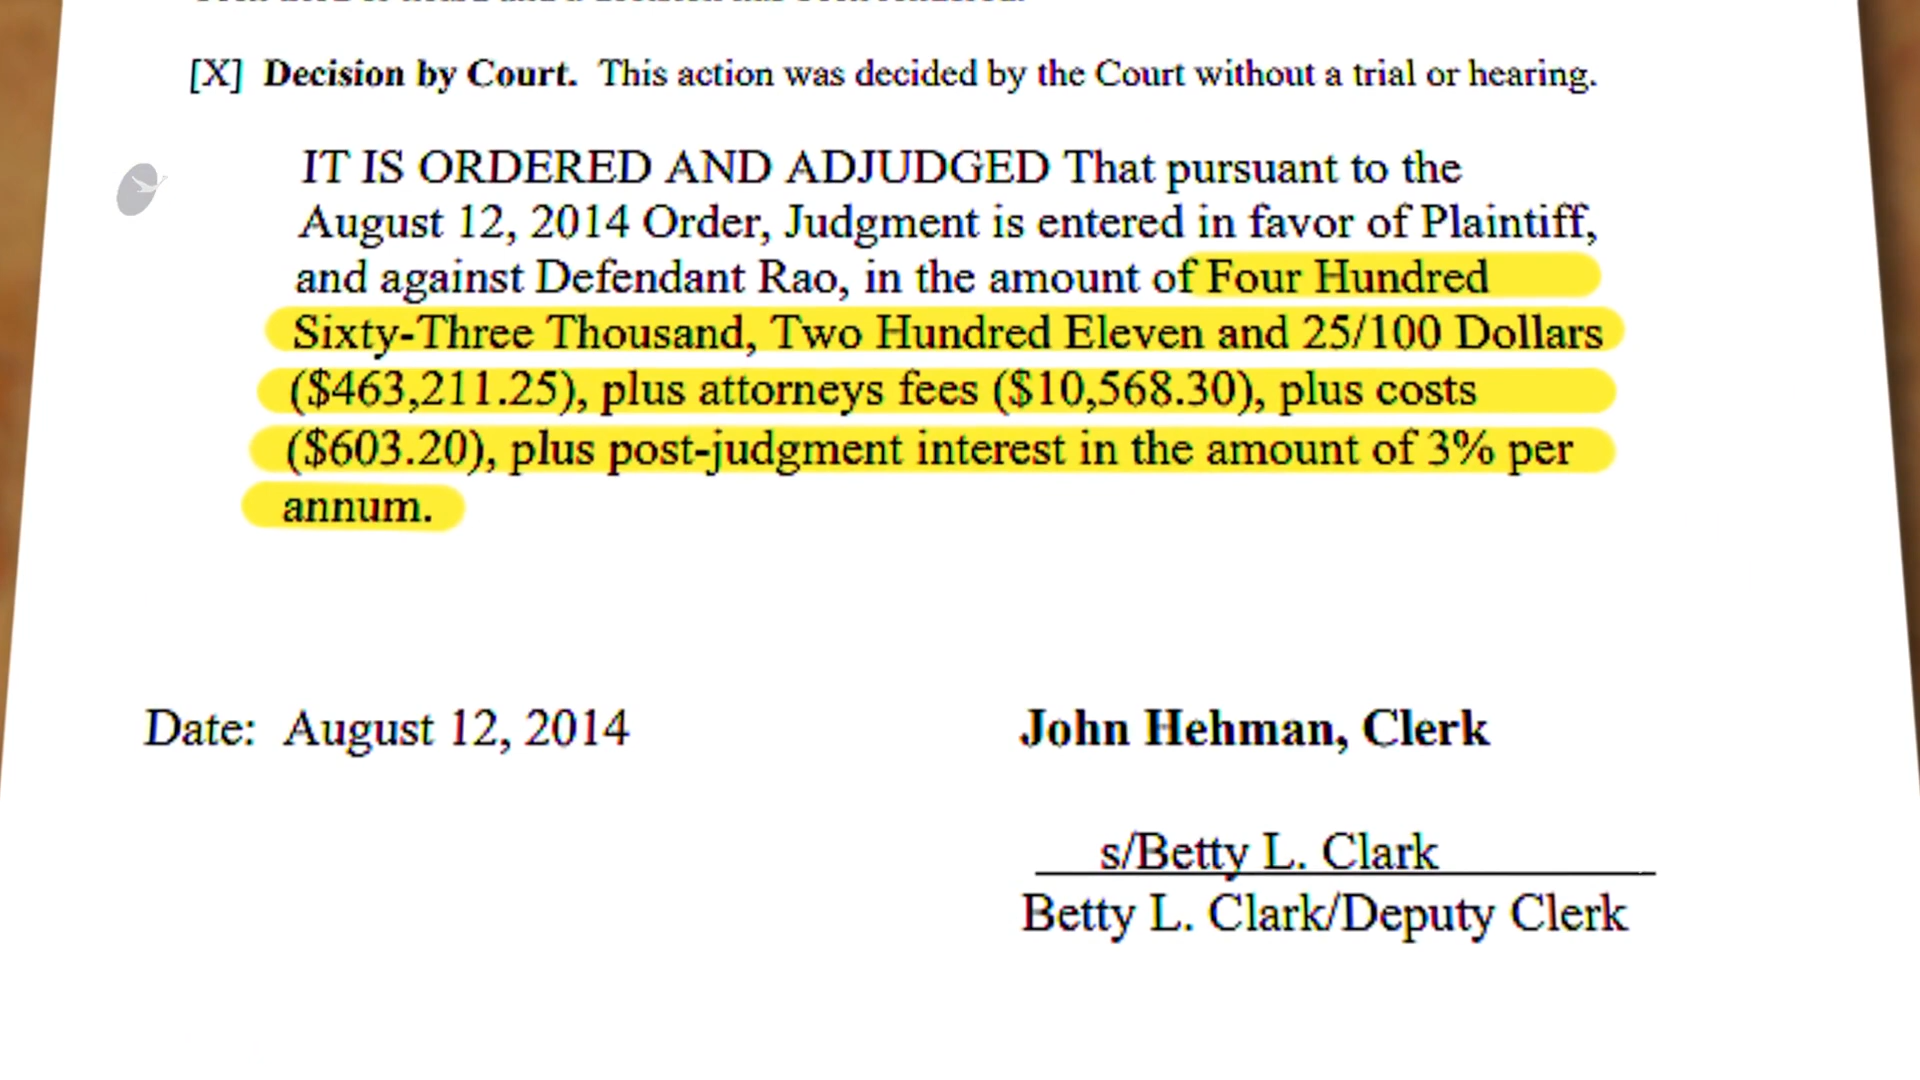 [X] Decision by Court. This action was decided by the Court without a trial or hearing.
IT IS ORDERED AND ADJUDGED That pursuant to the
August 12, 2014 Order, Judgment is entered in favor of Plaintiff,
and against Defendant Rao, in the amount of Four Hundred
Sixty-Three Thousand, Two Hundred Eleven and 25/100 Dollars
($463,211.25), plus attorneys fees ($10,568.30), plus costs
($603.20), plus post-judgment interest in the amount of 3% per
annum.
Date: August 12, 2014
John Hehman, Clerk
s/Betty L. Clark
Betty L. Clark/Deputy Clerk